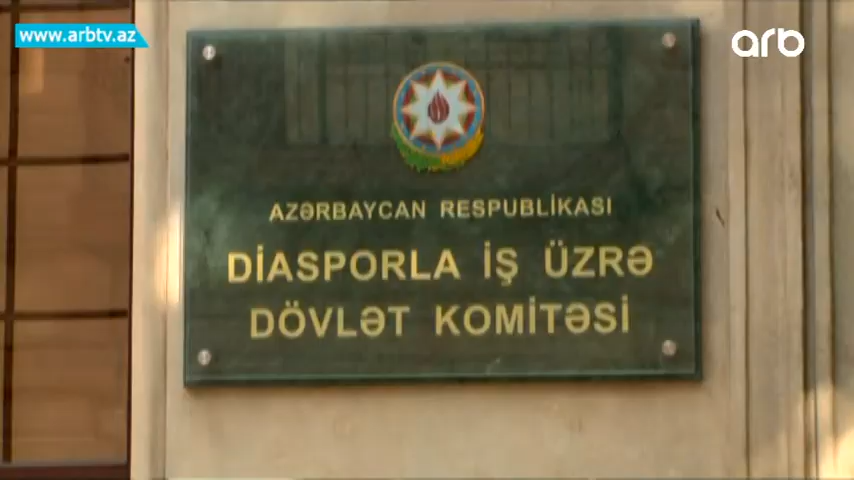 www.arbtv.az
arb
AZƏRBAYCAN RESPUBLİKASI
DİASPORLA İŞ ÜZRƏ
DÖVLƏT KOMİTƏSİ